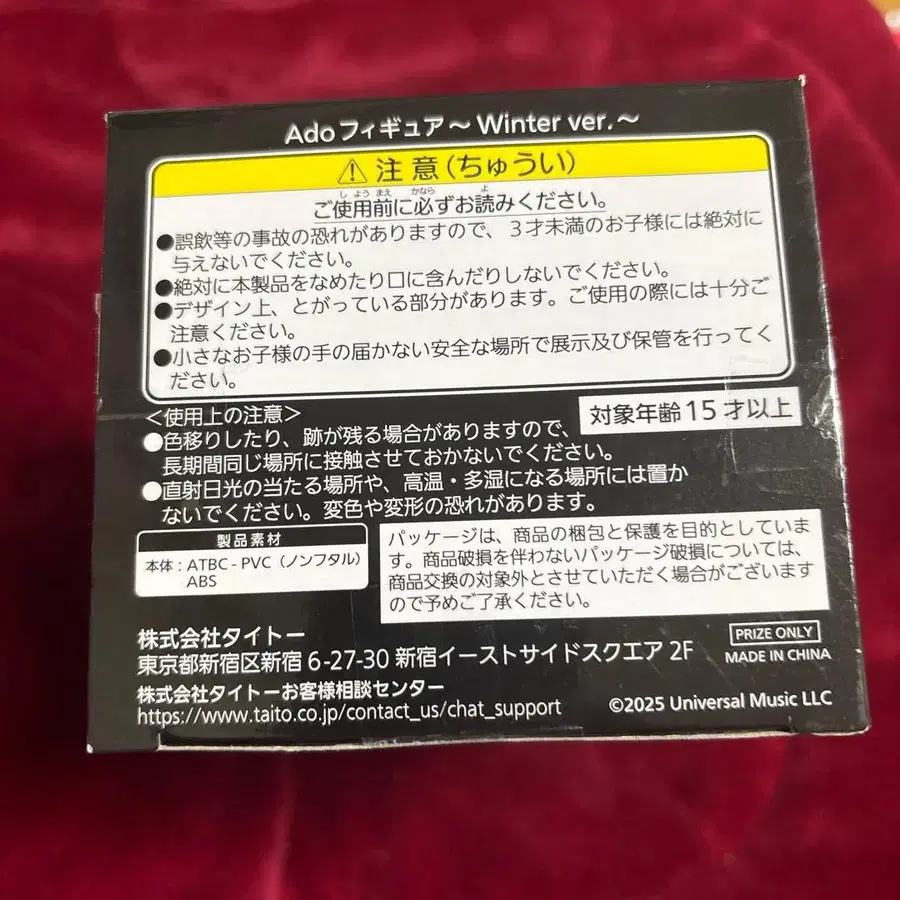 Adoフィギュア～Winter ver.～
注意(ちゅうい)
しようまえ かなら よ
ご使用前に必ずお読みください。
●誤飲等の事故の恐れがありますので、3才未満のお子様には絶対に
与えないでください。
●絶対に本製品をなめたり口に含んだりしないでください。
●デザイン上、とがっている部分があります。ご使用の際には十分ご
注意ください。
●小さなお子様の手の届かない安全な場所で展示及び保管を行ってく
ださい。
＜使用上の注意＞
対象年齢15才以上
●色移りしたり、跡が残る場合がありますので、
長期間同じ場所に接触させておかないでください。
●直射日光の当たる場所や、高温・多湿になる場所には置か
ないでください。変色や変形の恐れがあります。
製品素材
本体：ATBC-PVC（ノンフタル）
ABS
パッケージは、商品の梱包と保護を目的としていま
す。商品破損を伴わないパッケージ破損については、
商品交換の対象外とさせていただく場合がございます
ので予めご了承ください。
株式会社タイトー
東京都新宿区新宿6-27-30 新宿イーストサイドスクエア2F
株式会社タイトーお客様相談センター
https://www.taito.co.jp/contact_us/chat_support
PRIZE ONLY
MADE IN CHINA
©2025 Universal Music LLC